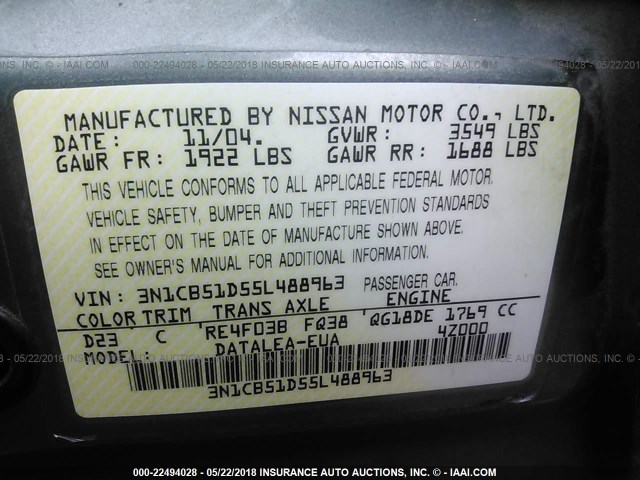 000-22494028 - 05/22/2018 INSURANCE AUTO AUCTIONS, INC. - © IAAI.COM
MANUFACTURED BY NISSAN MOTOR CO., LTD.
DATE: 11/04. GVWR: 3549 LBS
GAWR FR: 1922 LBS GAWR RR: 1688 LBS
THIS VEHICLE CONFORMS TO ALL APPLICABLE FEDERAL MOTOR
VEHICLE SAFETY, BUMPER AND THEFT PREVENTION STANDARDS
IN EFFECT ON THE DATE OF MANUFACTURE SHOWN ABOVE.
SEE OWNER'S MANUAL FOR ADDITIONAL INFORMATION.
VIN: 3N1CB51D55L488963 PASSENGER CAR.
COLOR TRIM TRANS AXLE ENGINE
D23 C RE4F03B FQ38 QG18DE 1769 CC
MODEL: DATALEA-EUA 4Z000
3N1CB51D55L488963
000-22494028 - 05/22/2018 INSURANCE AUTO AUCTIONS, INC. - © IAAI.COM